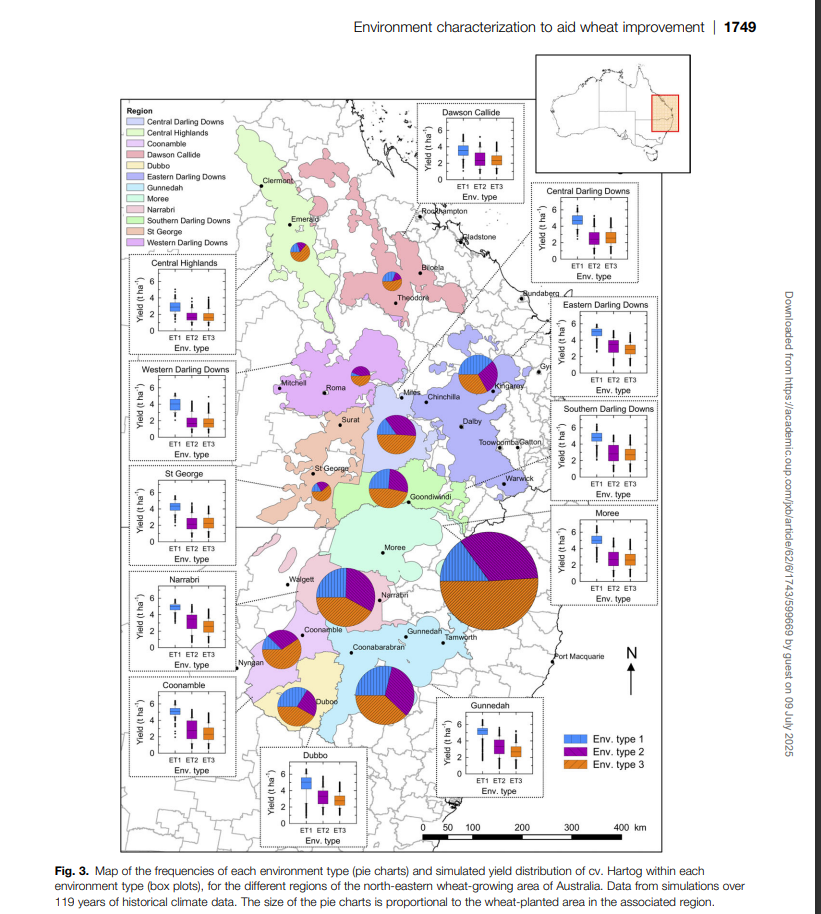 Environment characterization to aid wheat improvement | 1749
Region
Central Darling Downs
Central Highlands
Coonamble
Dawson Callide
Dubbo
Eastern Darling Downs
Gunnedah
Moree
Narrabri
Southern Darling Downs
St George
Western Darling Downs
Dawson Callide
Yield (t ha⁻¹)
6
4
2
0
ET1 ET2 ET3
Env. type
Central Darling Downs
Yield (t ha⁻¹)
6
4
2
0
ET1 ET2 ET3
Env. type
Clermont
Emerald
Rockhampton
Gladstone
Biloela
Theodore
Bundaberg
Central Highlands
Yield (t ha⁻¹)
6
4
2
0
ET1 ET2 ET3
Env. type
Eastern Darling Downs
Yield (t ha⁻¹)
6
4
2
0
ET1 ET2 ET3
Env. type
Western Darling Downs
Yield (t ha⁻¹)
6
4
2
0
ET1 ET2 ET3
Env. type
Mitchell
Roma
Miles
Chinchilla
Kingaroy
Gy
Surat
Dalby
Toowoomba
Gatton
Warwick
Southern Darling Downs
Yield (t ha⁻¹)
6
4
2
0
ET1 ET2 ET3
Env. type
St George
Yield (t ha⁻¹)
6
4
2
0
ET1 ET2 ET3
Env. type
St George
Goondiwindi
Moree
Yield (t ha⁻¹)
6
4
2
0
ET1 ET2 ET3
Env. type
Moree
Walgett
Narrabri
Narrabri
Yield (t ha⁻¹)
6
4
2
0
ET1 ET2 ET3
Env. type
Coonamble
Gunnedah
Tamworth
Coonabarabran
Nyngan
Port Macquarie
N
Dubbo
Coonamble
Yield (t ha⁻¹)
6
4
2
0
ET1 ET2 ET3
Env. type
Gunnedah
Yield (t ha⁻¹)
6
4
2
0
ET1 ET2 ET3
Env. type
Dubbo
Yield (t ha⁻¹)
6
4
2
0
ET1 ET2 ET3
Env. type
Env. type 1
Env. type 2
Env. type 3
0 50 100 200 300 400 km
Fig. 3. Map of the frequencies of each environment type (pie charts) and simulated yield distribution of cv. Hartog within each
environment type (box plots), for the different regions of the north-eastern wheat-growing area of Australia. Data from simulations over
119 years of historical climate data. The size of the pie charts is proportional to the wheat-planted area in the associated region.
Downloaded from https://academic.oup.com/jxb/article/62/6/1743/599669 by guest on 09 July 2025